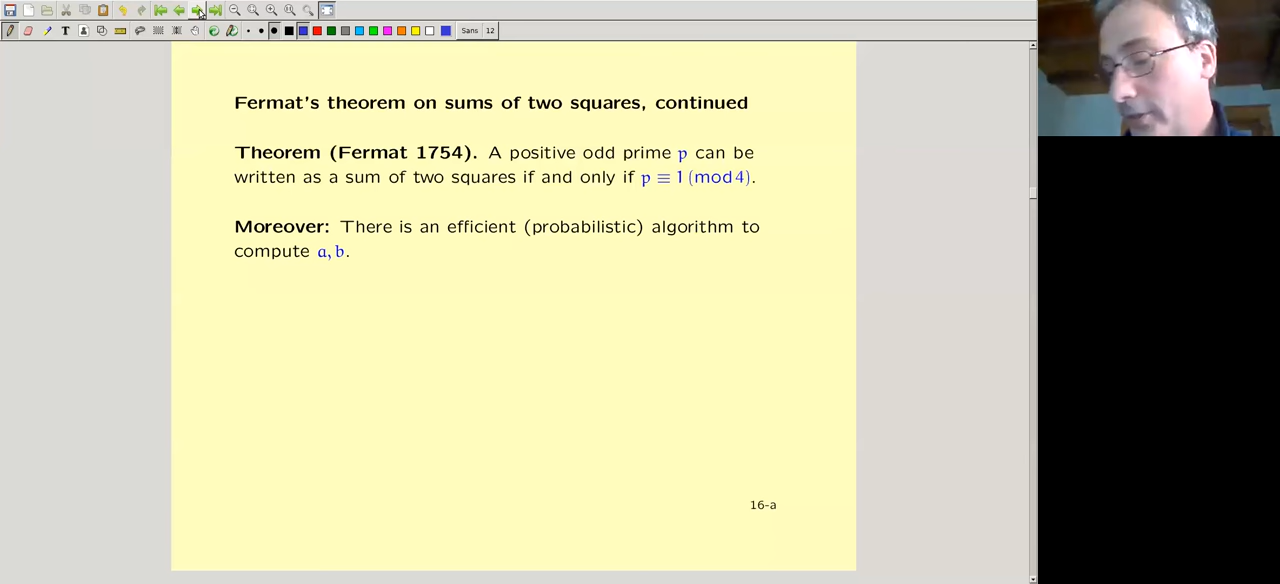 T
Sans 12
Fermat's theorem on sums of two squares, continued
Theorem (Fermat 1754). A positive odd prime p can be
written as a sum of two squares if and only if p ≡ 1 (mod 4).
Moreover: There is an efficient (probabilistic) algorithm to
compute a, b.
16-a